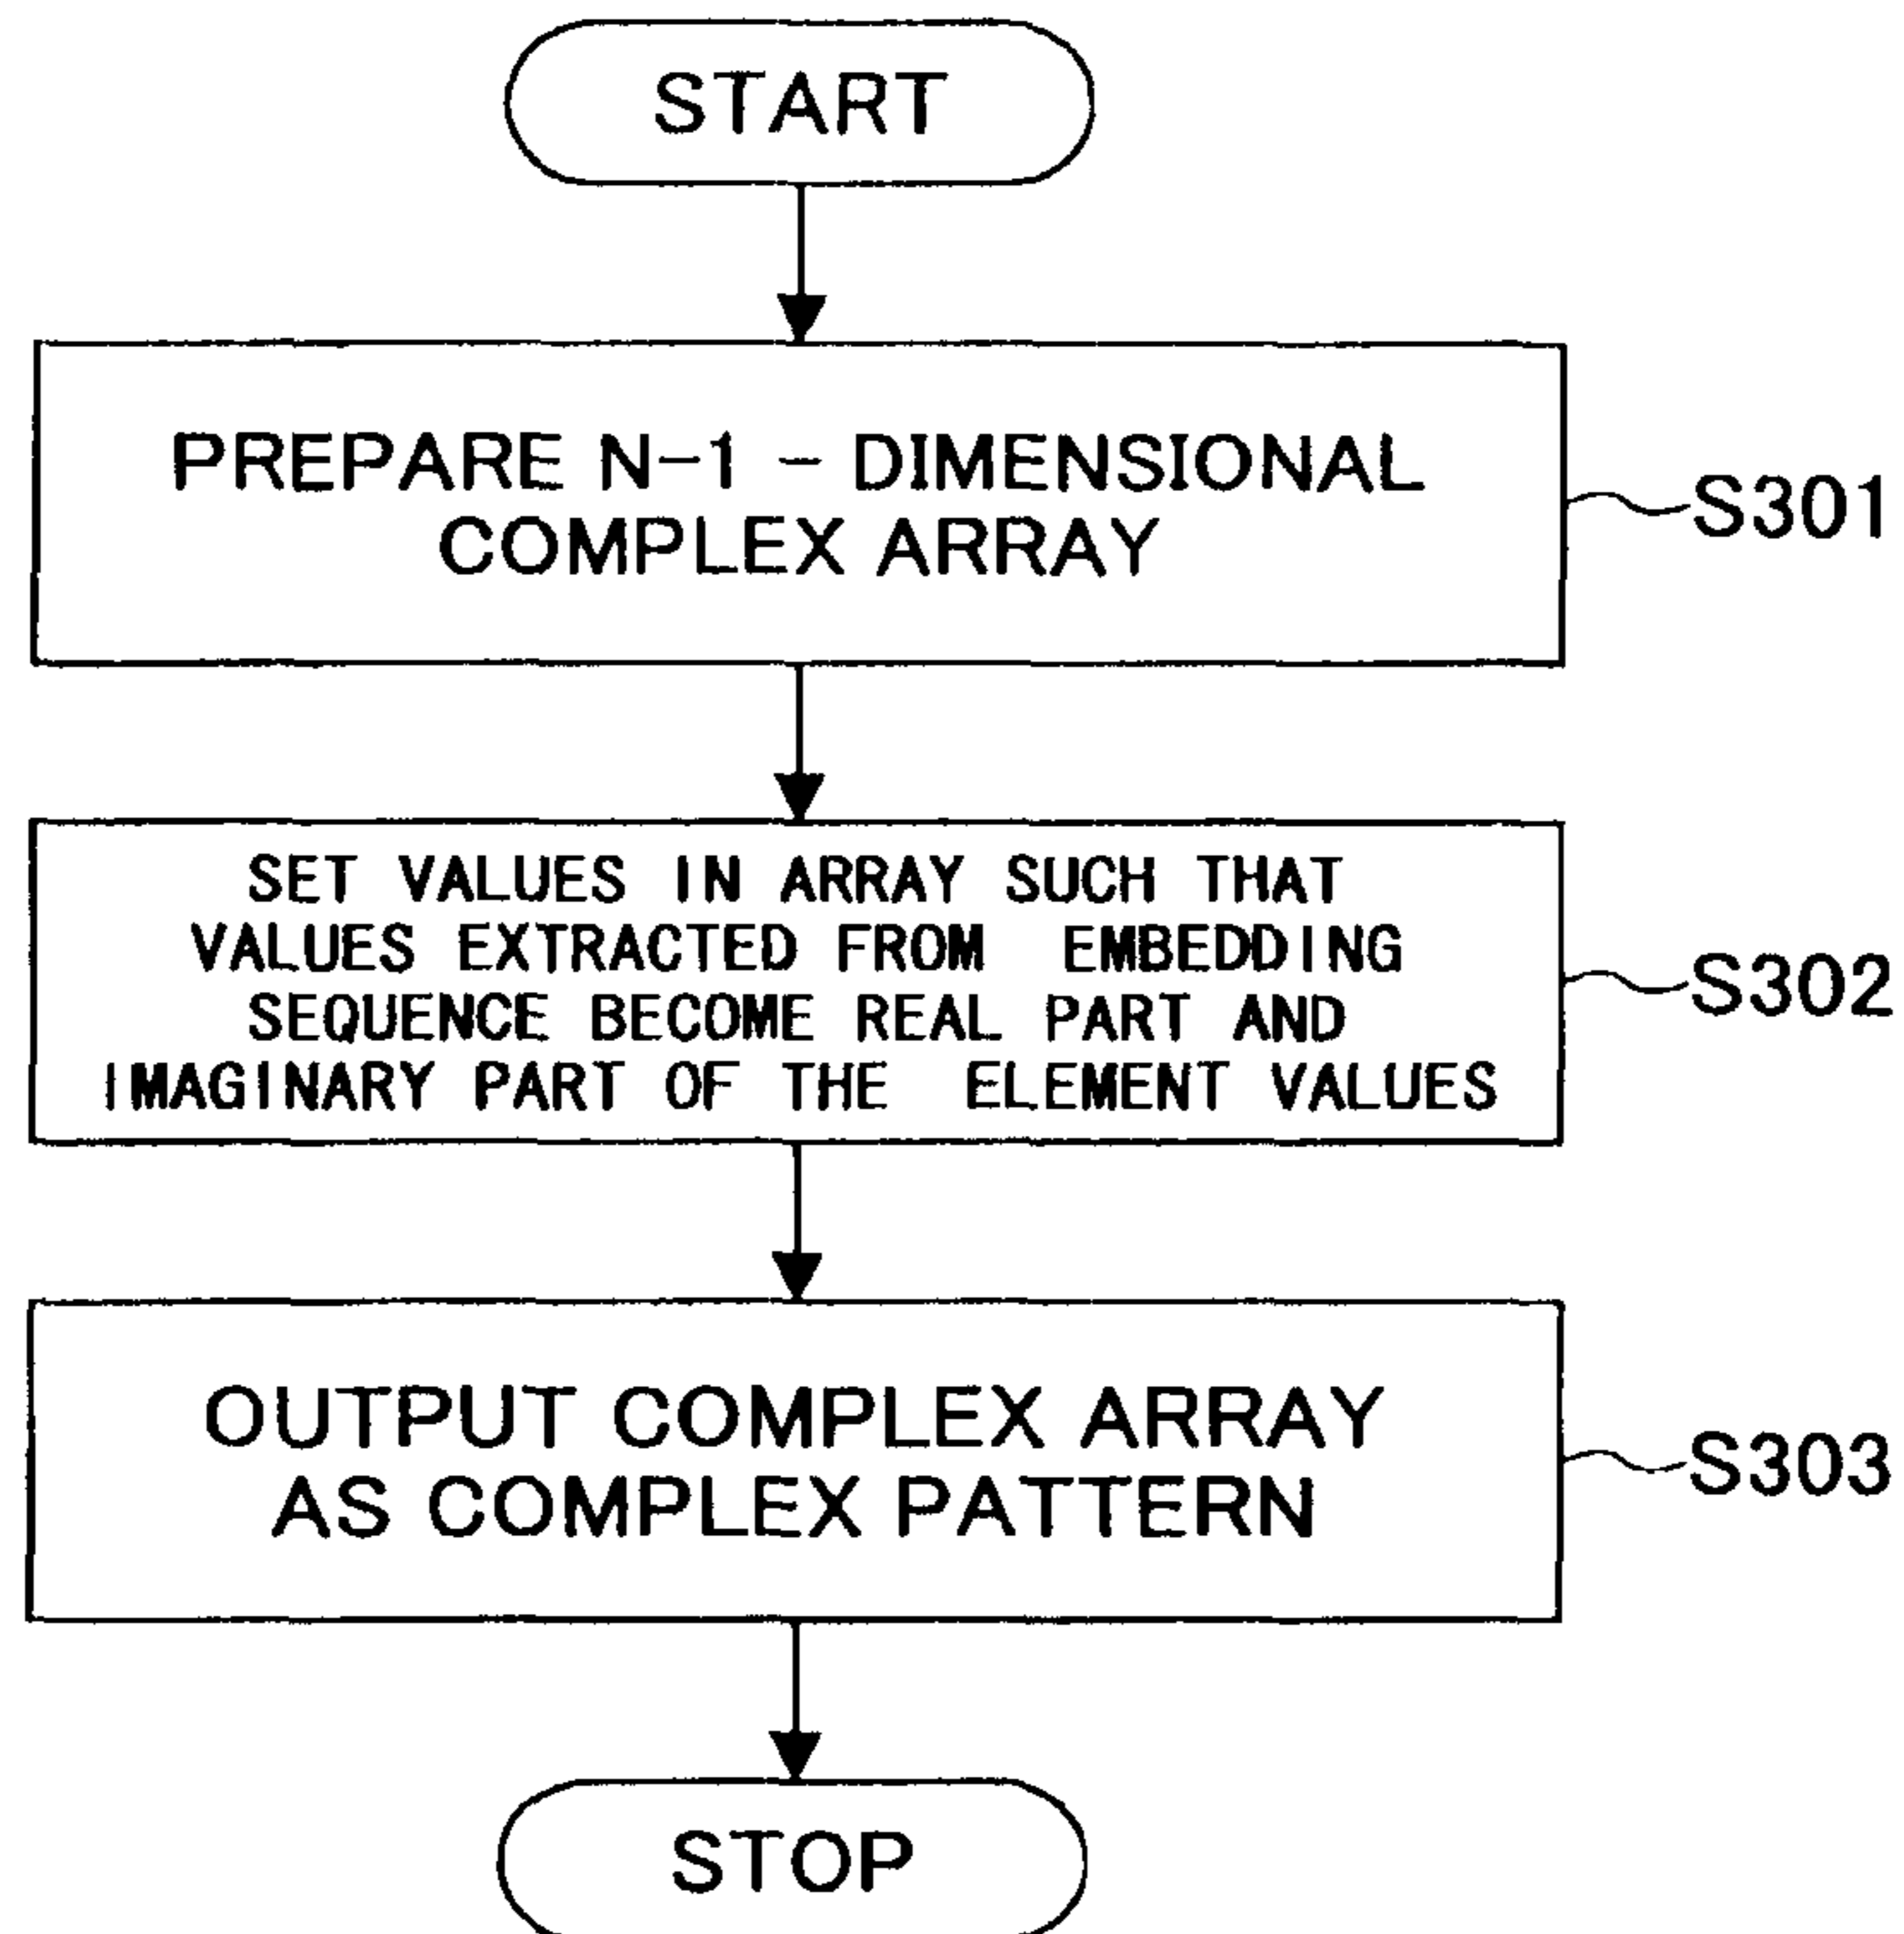 START
PREPARE N-1 - DIMENSIONAL
COMPLEX ARRAY
S301
SET VALUES IN ARRAY SUCH THAT
VALUES EXTRACTED FROM EMBEDDING
SEQUENCE BECOME REAL PART AND
IMAGINARY PART OF THE ELEMENT VALUES
S302
OUTPUT COMPLEX ARRAY
AS COMPLEX PATTERN
S303
STOP